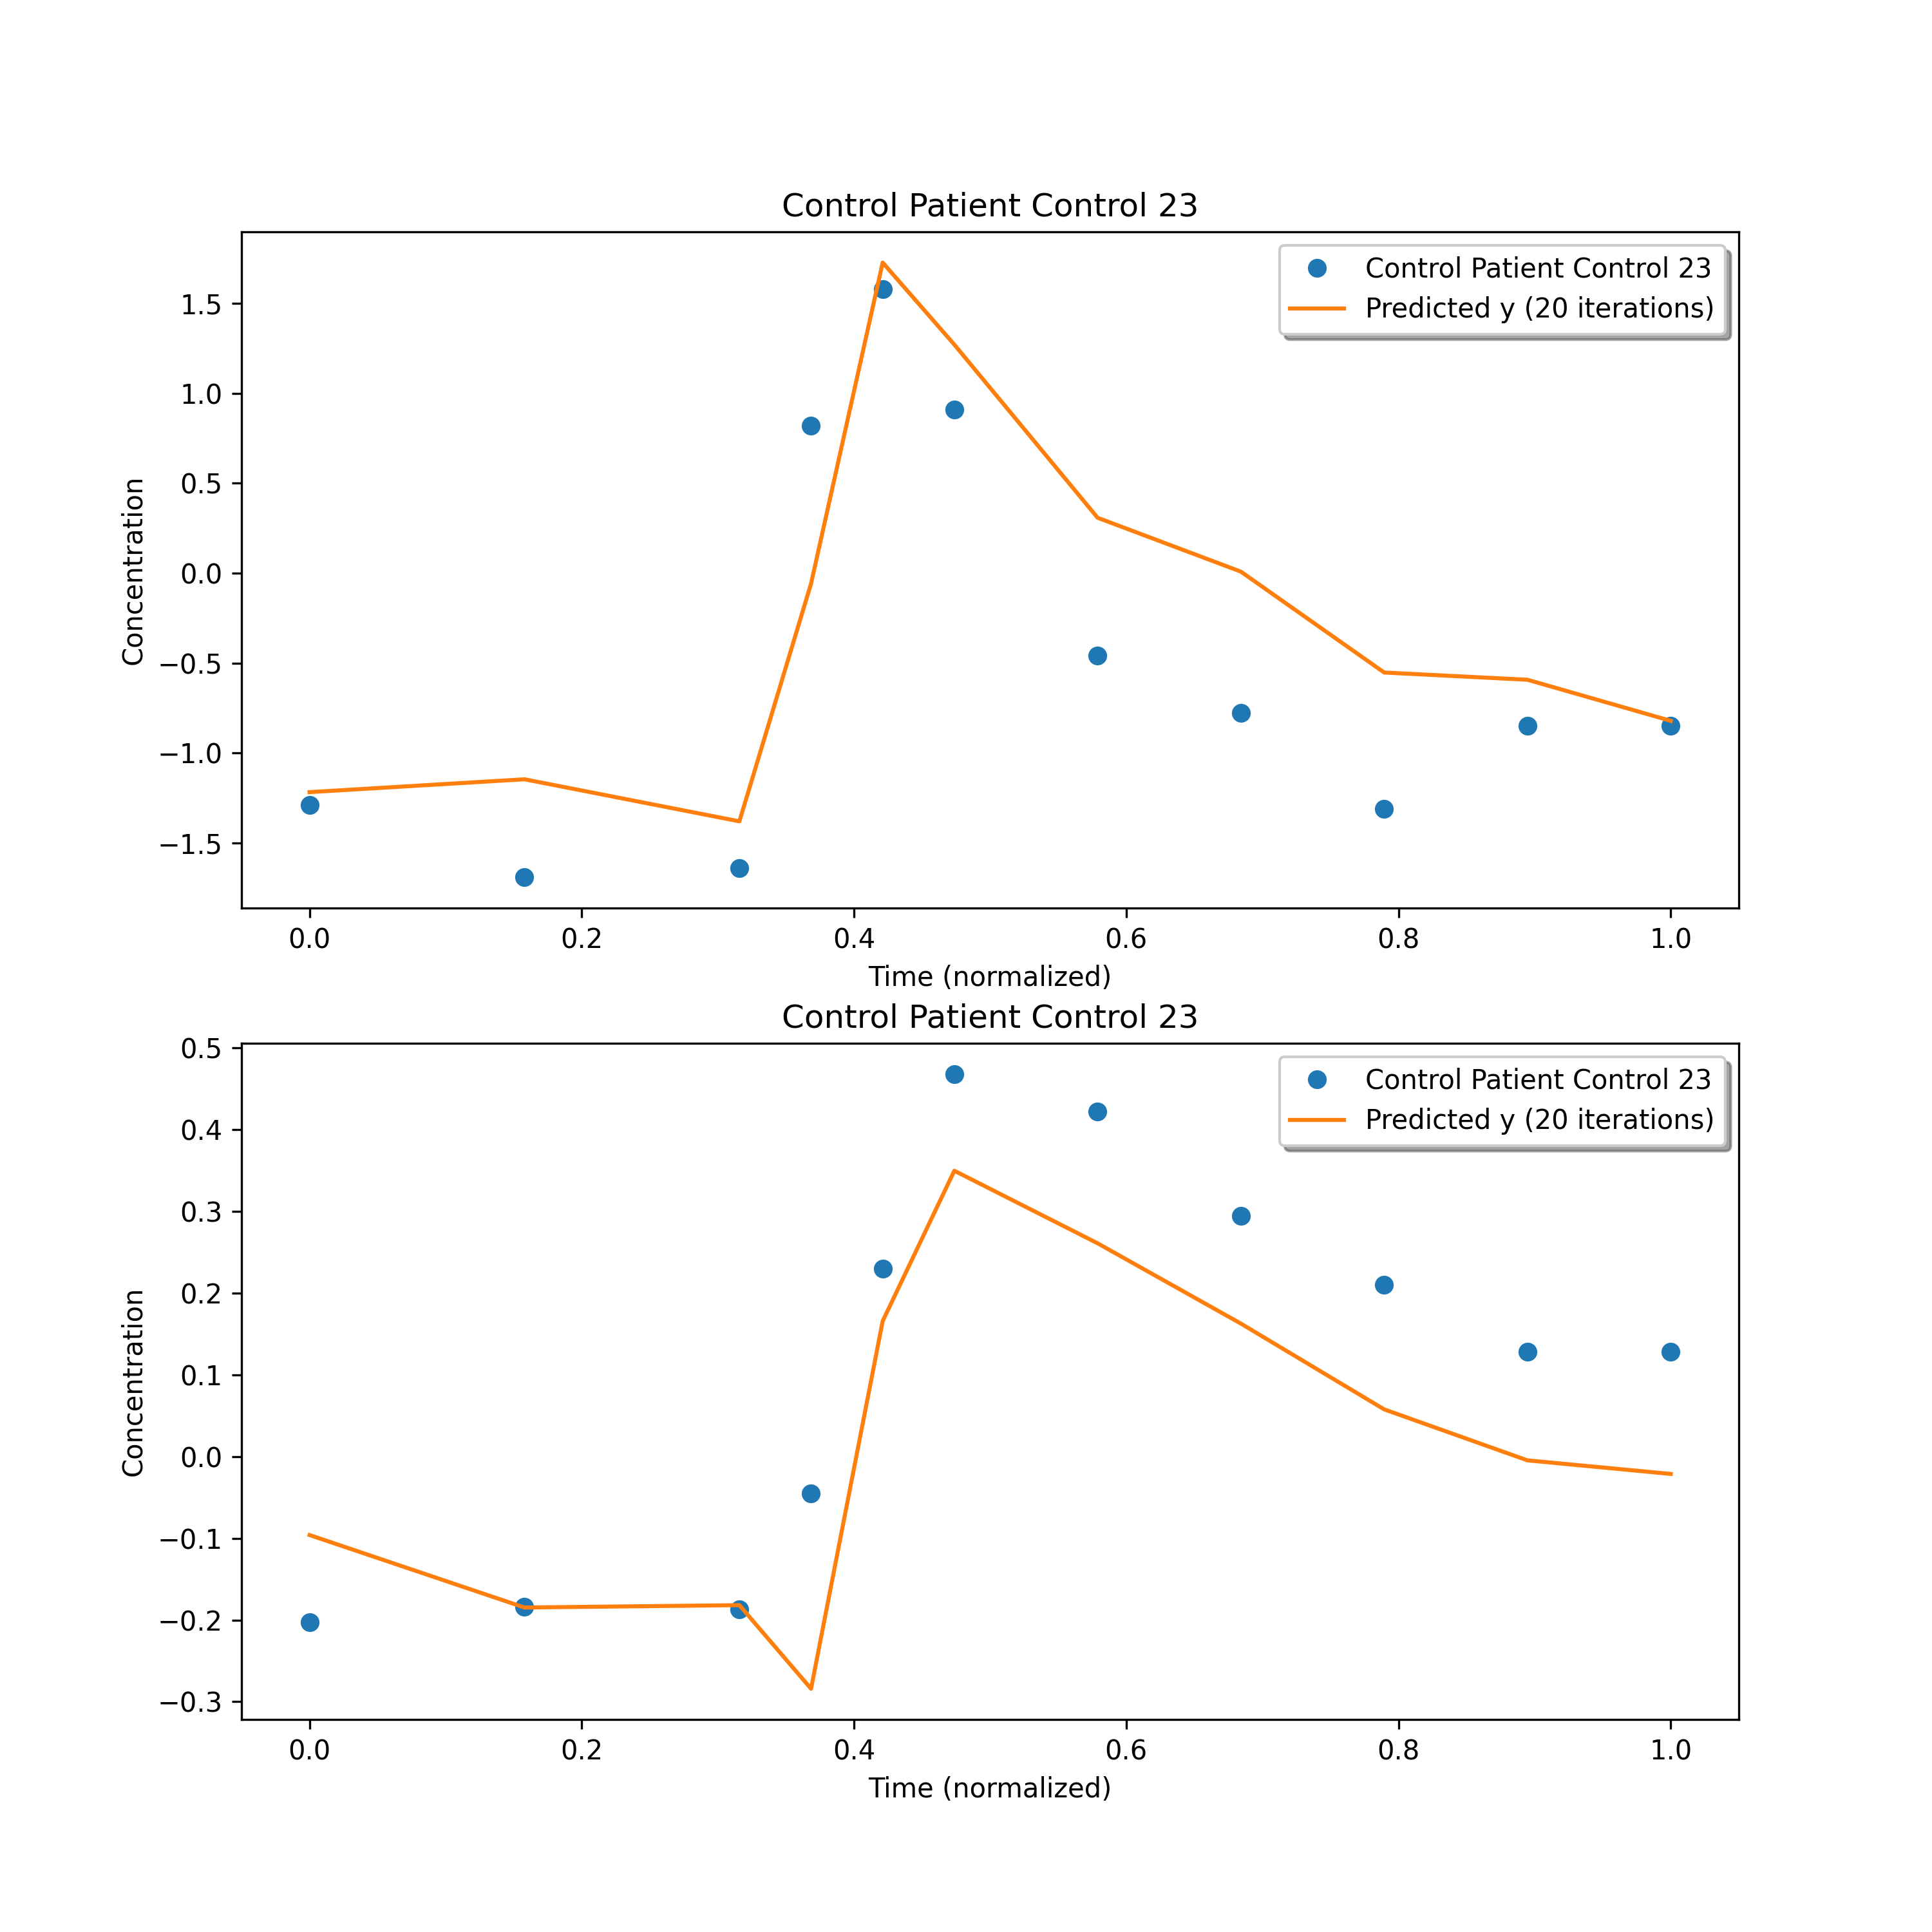 Control Patient Control 23
Control Patient Control 23
Predicted y (20 iterations)
1.5
1.0
0.5
0.0
−0.5
−1.0
−1.5
Concentration
0.0 0.2 0.4 0.6 0.8 1.0
Time (normalized)
Control Patient Control 23
Control Patient Control 23
Predicted y (20 iterations)
0.5
0.4
0.3
0.2
0.1
0.0
−0.1
−0.2
−0.3
Concentration
0.0 0.2 0.4 0.6 0.8 1.0
Time (normalized)